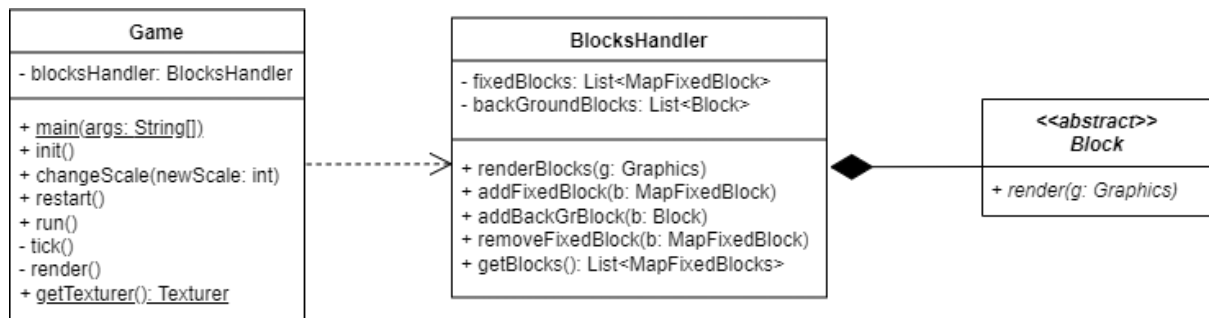 Game
- blocksHandler: BlocksHandler
+ main(args: String[])
+ init()
+ changeScale(newScale: int)
+ restart()
+ run()
- tick()
- render()
+ getTexturer(): Texturer
BlocksHandler
- fixedBlocks: List<MapFixedBlock>
- backGroundBlocks: List<Block>
+ renderBlocks(g: Graphics)
+ addFixedBlock(b: MapFixedBlock)
+ addBackGrBlock(b: Block)
+ removeFixedBlock(b: MapFixedBlock)
+ getBlocks(): List<MapFixedBlocks>
<<abstract>>
Block
+ render(g: Graphics)